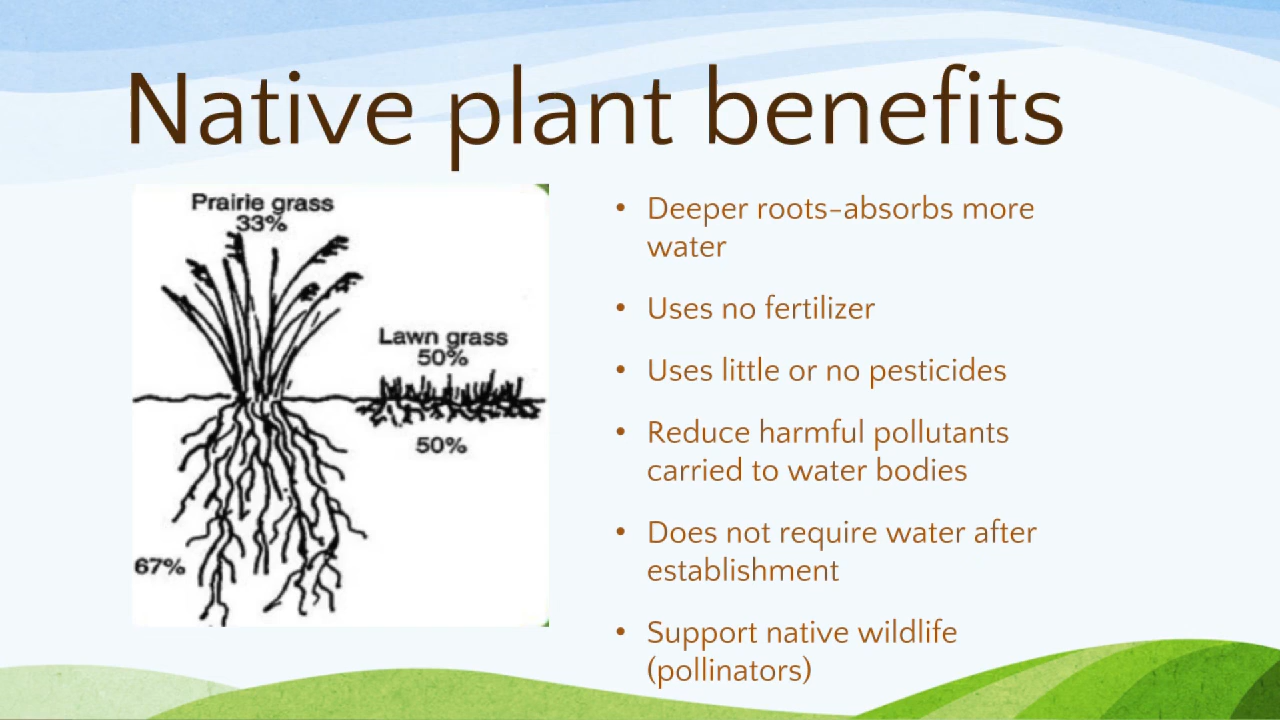 Native plant benefits
Prairie grass
33%
Lawn grass
50%
50%
67%
• Deeper roots-absorbs more
water
• Uses no fertilizer
• Uses little or no pesticides
• Reduce harmful pollutants
carried to water bodies
• Does not require water after
establishment
• Support native wildlife
(pollinators)